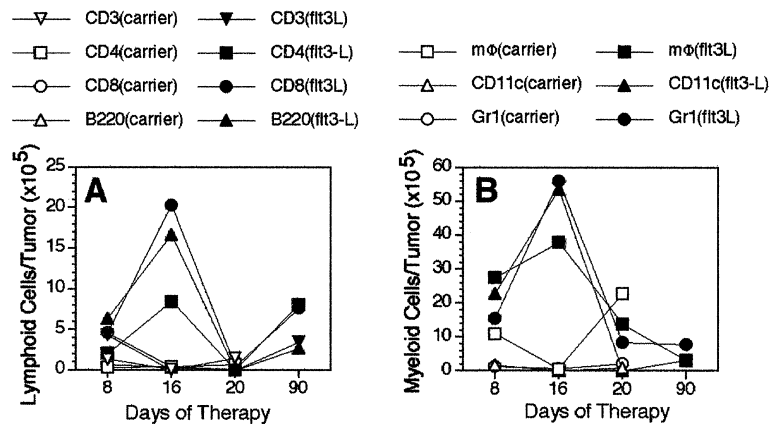 CD3(carrier) CD3(flt3L)
CD4(carrier) CD4(flt3-L)
CD8(carrier) CD8(flt3L)
B220(carrier) B220(flt3-L)
mΦ(carrier) mΦ(flt3L)
CD11c(carrier) CD11c(flt3-L)
Gr1(carrier) Gr1(flt3L)
A
Lymphoid Cells/Tumor (x10⁵)
25
20
15
10
5
0
8 16 20 90
Days of Therapy
B
Myeloid Cells/Tumor (x10⁵)
60
50
40
30
20
10
0
8 16 20 90
Days of Therapy